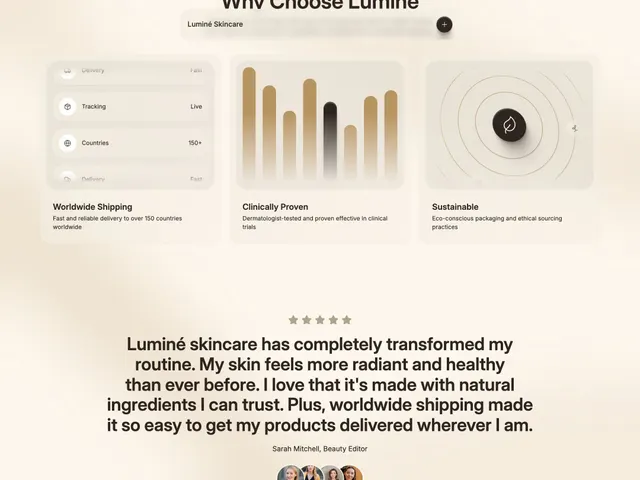 Why Choose Luminé
Luminé Skincare
Delivery Fast
Tracking Live
Countries 150+
Delivery Fast
Worldwide Shipping
Fast and reliable delivery to over 150 countries
worldwide
Clinically Proven
Dermatologist-tested and proven effective in clinical
trials
Sustainable
Eco-conscious packaging and ethical sourcing
practices
Luminé skincare has completely transformed my
routine. My skin feels more radiant and healthy
than ever before. I love that it's made with natural
ingredients I can trust. Plus, worldwide shipping made
it so easy to get my products delivered wherever I am.
Sarah Mitchell, Beauty Editor